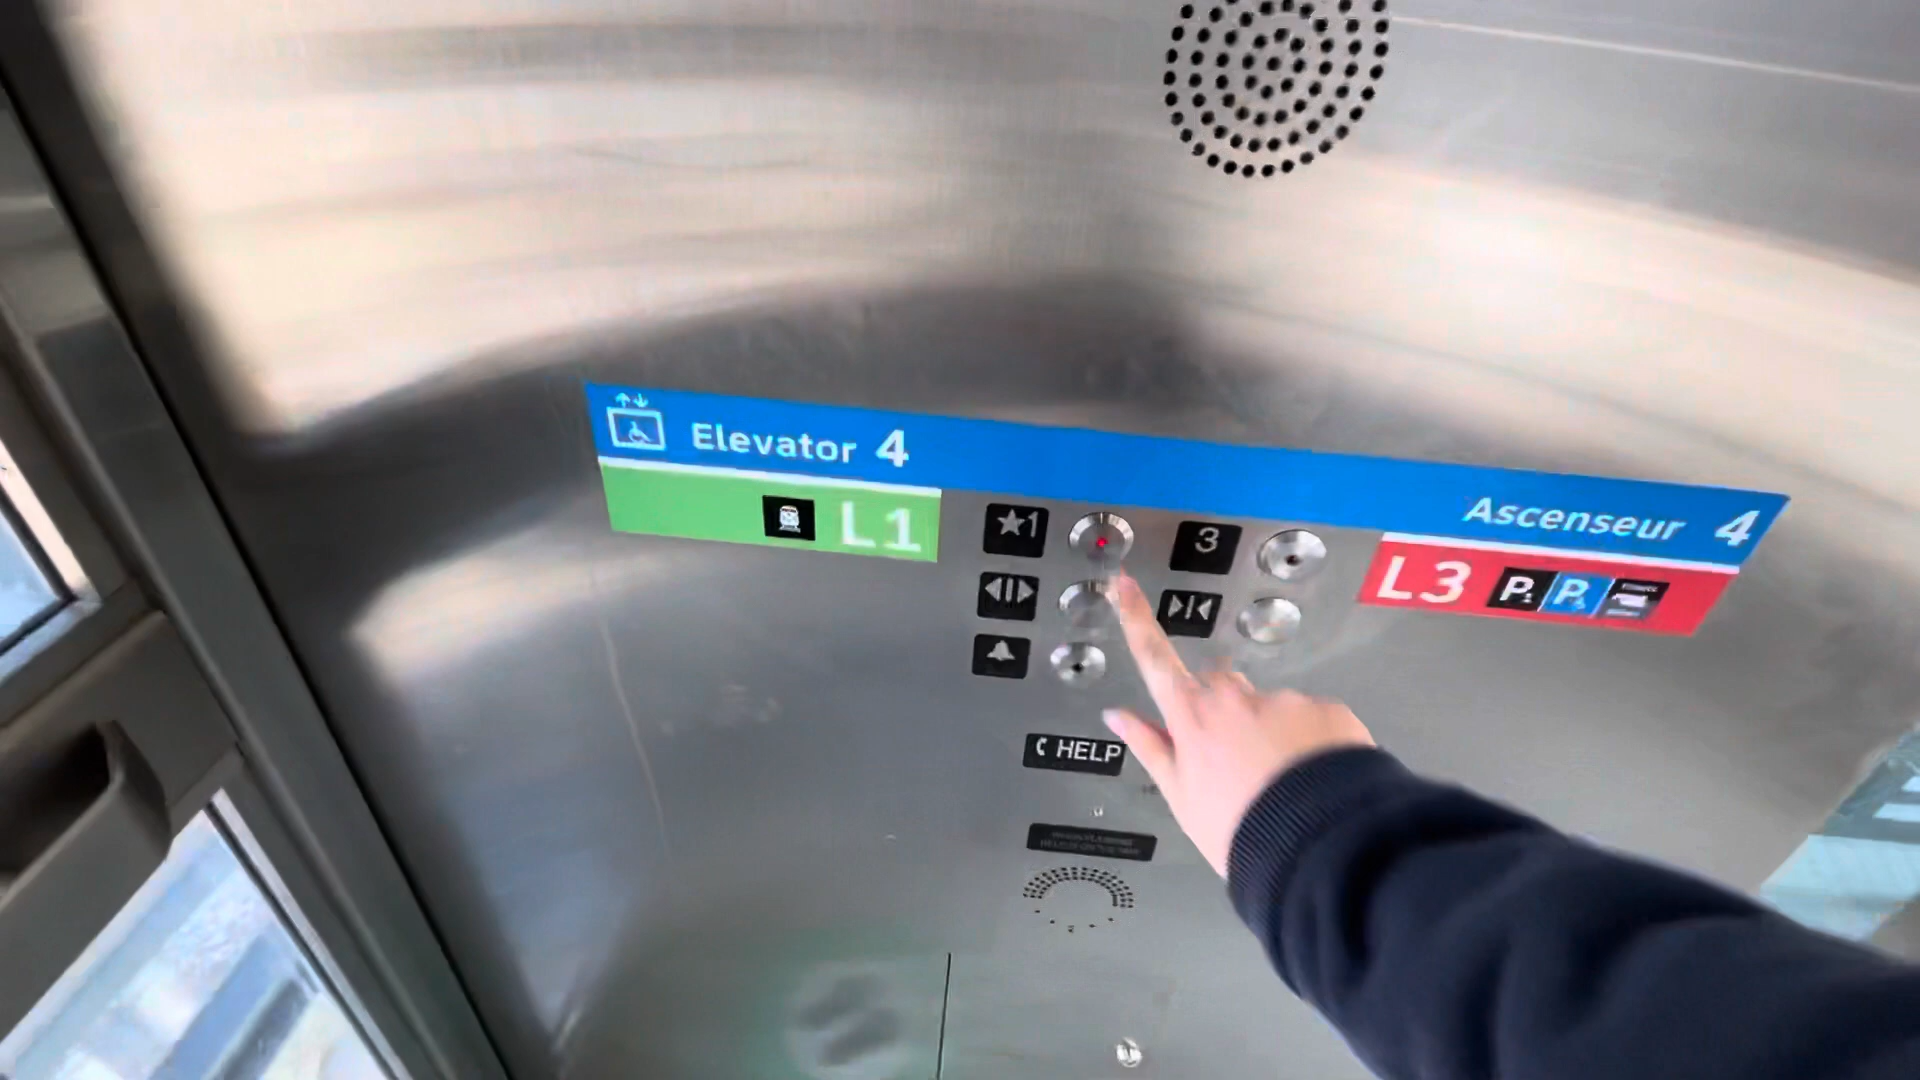 Elevator 4
Ascenseur 4
L1
★1
3
L3 P P
HELP